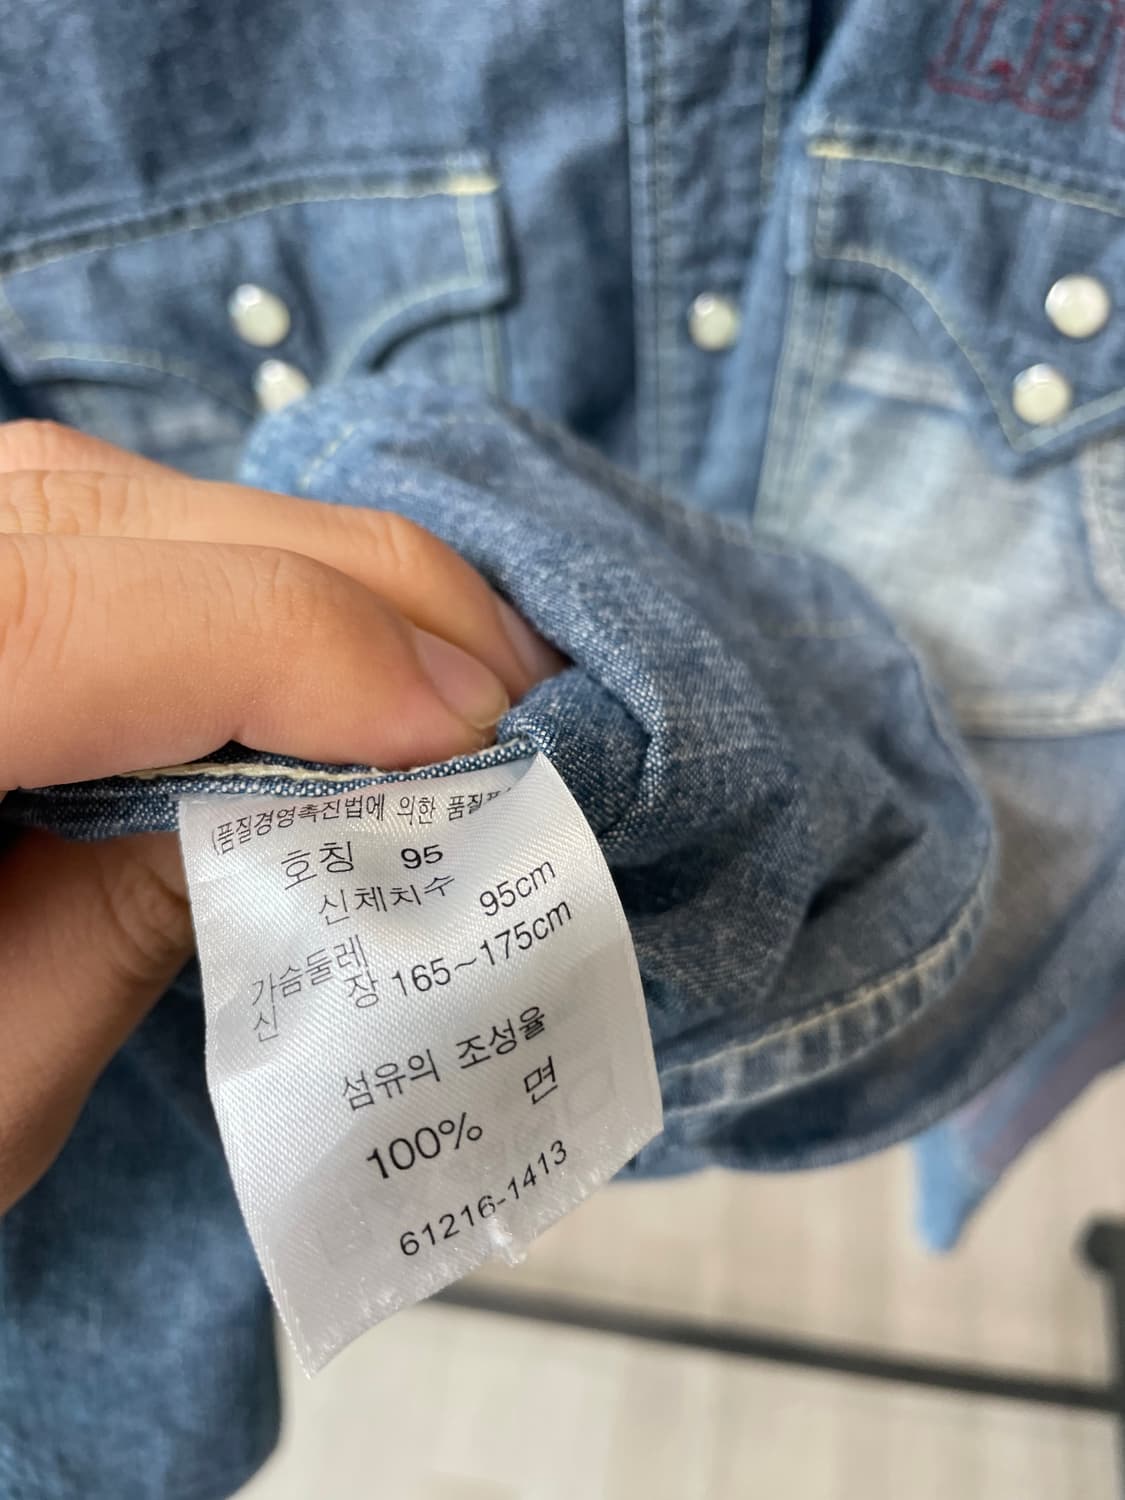 (품질경영촉진법에 의한 품질표
호칭 95
신체치수
가슴둘레 95cm
신 장 165~175cm
섬유의 조성율
면
100%
61216-1413